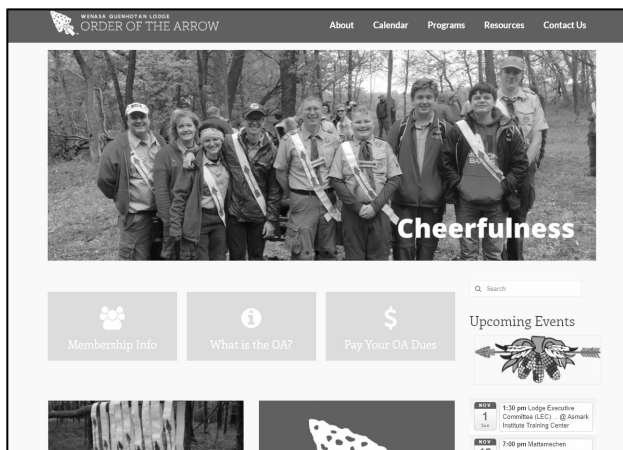 WENASA QUENHOTAN LODGE
ORDER OF THE ARROW
About Calendar Programs Resources Contact Us
Cheerfulness
Search
Membership Info
What is the OA?
Pay Your OA Dues
Upcoming Events
NOV
1
Sun
1:30 pm Lodge Executive
Committee (LEC) ... @ Asmark
Institute Training Center
NOV
7:00 pm Mattamechen